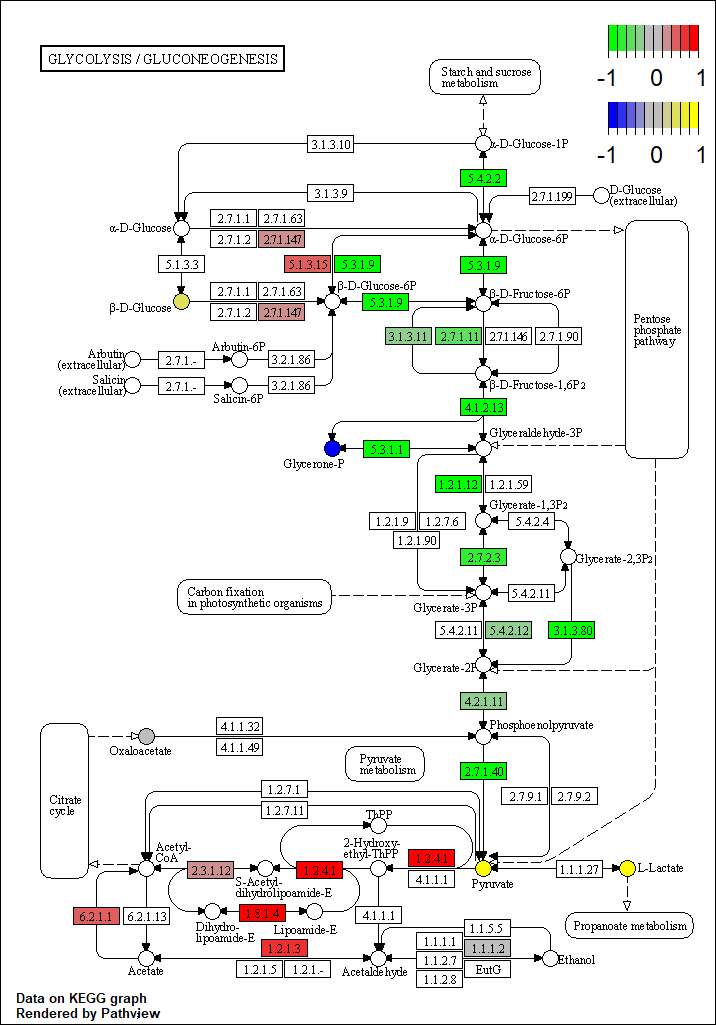 GLYCOLYSIS / GLUCONEOGENESIS
-1 0 1
-1 0 1
Starch and sucrose
metabolism
3.1.3.10
α-D-Glucose-1P
5.4.2.2
3.1.3.9
2.7.1.199
D-Glucose
(extracellular)
α-D-Glucose
2.7.1.1
2.7.1.63
2.7.1.2
2.7.1.147
α-D-Glucose-6P
5.1.3.3
5.1.3.15
5.3.1.9
5.3.1.9
β-D-Glucose
2.7.1.1
2.7.1.63
2.7.1.2
2.7.1.147
β-D-Glucose-6P
5.3.1.9
β-D-Fructose-6P
Pentose
phosphate
pathway
3.1.3.11
2.7.1.11
2.7.1.146
2.7.1.90
Arbutin
(extracellular)
2.7.1.-
Arbutin-6P
3.2.1.86
Salicin
(extracellular)
2.7.1.-
Salicin-6P
3.2.1.86
β-D-Fructose-1,6P2
4.1.2.13
Glyceraldehyde-3P
Glycerone-P
5.3.1.1
1.2.1.12
1.2.1.59
Glycerate-1,3P2
1.2.1.9
1.2.7.6
1.2.1.90
5.4.2.4
2.7.2.3
Glycerate-2,3P2
Carbon fixation
in photosynthetic organisms
Glycerate-3P
5.4.2.11
5.4.2.11
5.4.2.12
3.1.3.80
Glycerate-2P
4.2.1.11
Oxaloacetate
4.1.1.32
4.1.1.49
Phosphoenolpyruvate
Pyruvate
metabolism
2.7.1.40
Citrate
cycle
1.2.7.1
1.2.7.11
2.7.9.1
2.7.9.2
ThPP
Acetyl-
CoA
2.3.1.12
S-Acetyl-
dihydrolipoamide-E
1.2.4.1
2-Hydroxy-
ethyl-ThPP
1.2.4.1
4.1.1.1
Pyruvate
1.1.1.27
L-Lactate
6.2.1.1
6.2.1.13
Dihydro-
lipoamide-E
1.8.1.4
Lipoamide-E
4.1.1.1
Propanoate metabolism
Acetate
1.2.1.3
1.2.1.5
1.2.1.-
Acetaldehyde
1.1.5.5
1.1.1.1
1.1.1.2
1.1.2.7
EutG
1.1.2.8
Ethanol
Data on KEGG graph
Rendered by Pathview